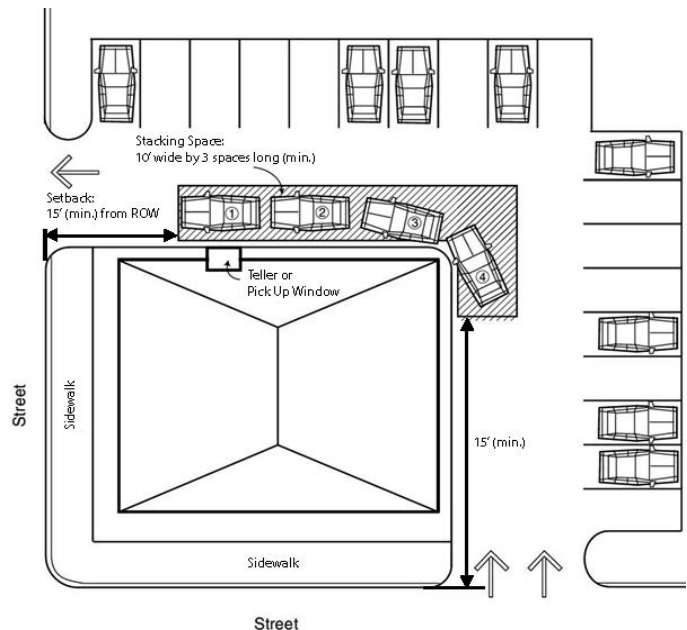 Stacking Space:
10' wide by 3 spaces long (min.)
Setback:
15' (min.) from ROW
1
2
3
4
Teller or
Pick Up Window
Street
Sidewalk
15' (min.)
Sidewalk
Street